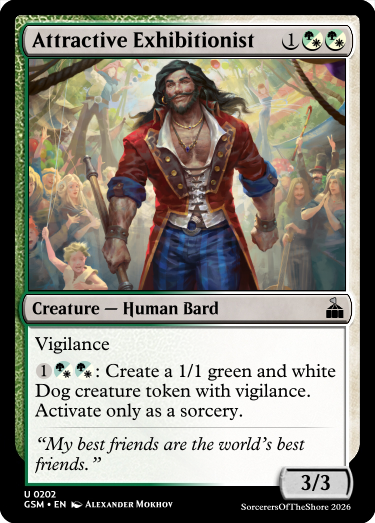 Attractive Exhibitionist 1
Creature — Human Bard
Vigilance
1 : Create a 1/1 green and white
Dog creature token with vigilance.
Activate only as a sorcery.
“My best friends are the world’s best
friends.”
3/3
U 0202
GSM • EN Alexander Mokhov
SorcerersOfTheShore 2026